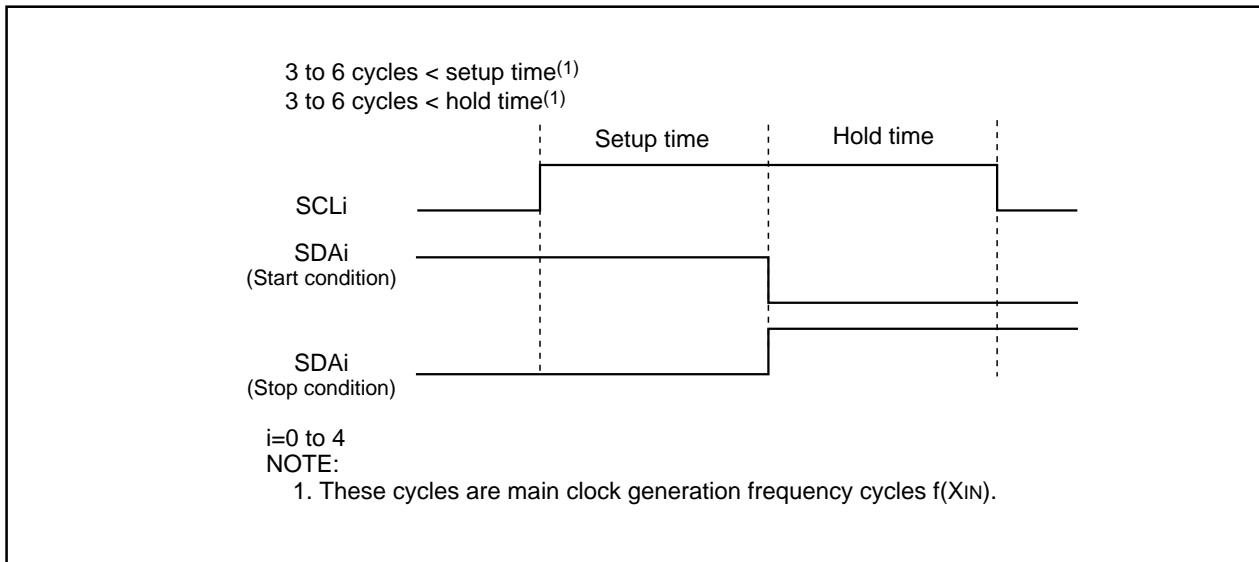 3 to 6 cycles < setup time(1)
3 to 6 cycles < hold time(1)
Setup time
Hold time
SCLi
SDAi
(Start condition)
SDAi
(Stop condition)
i=0 to 4
NOTE:
1. These cycles are main clock generation frequency cycles f(XIN).